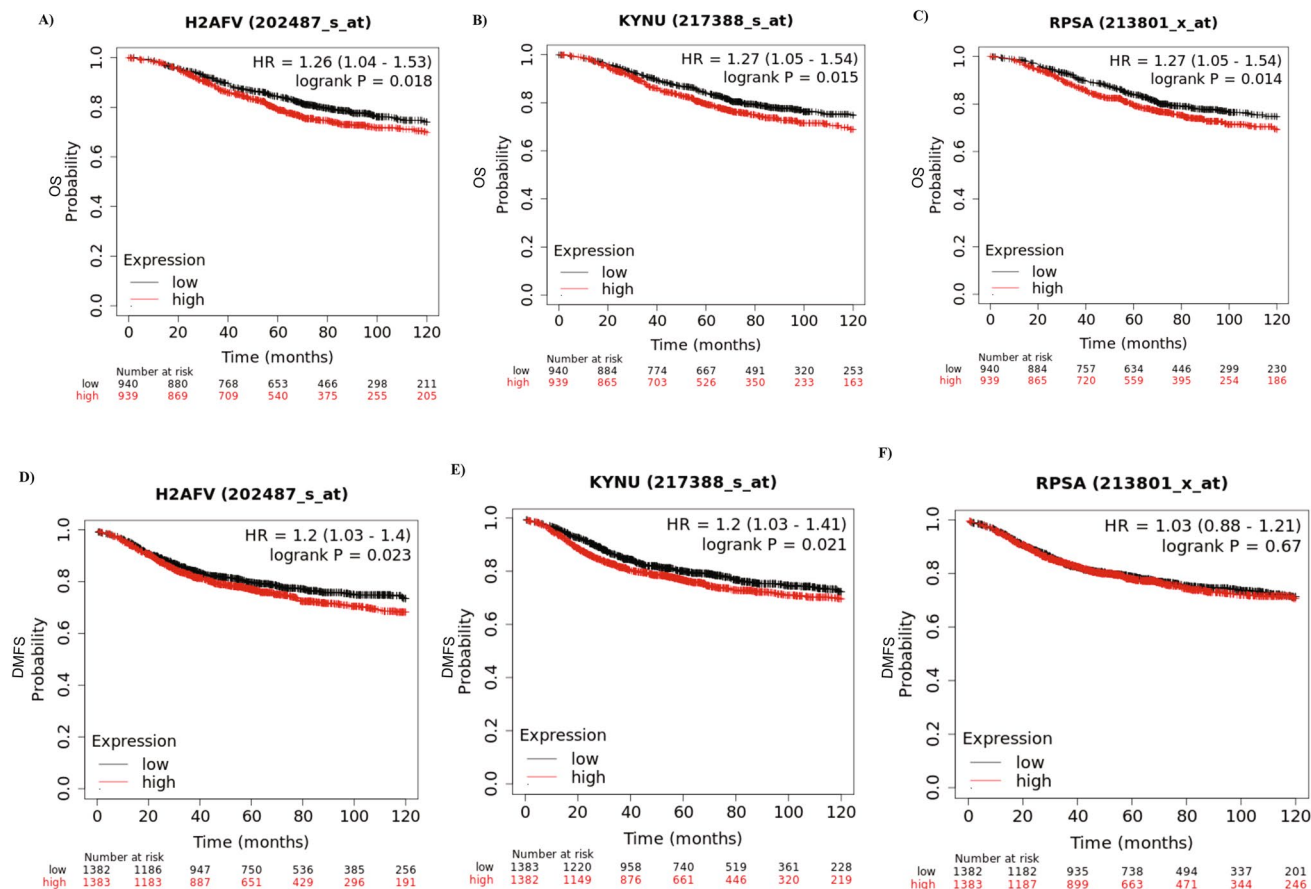 A)
H2AFV (202487_s_at)
HR = 1.26 (1.04 - 1.53)
logrank P = 0.018
OS
Probability
1.0
0.8
0.6
0.4
0.2
0.0
Expression
low
high
0 20 40 60 80 100 120
Time (months)
Number at risk
low 940 880 768 653 466 298 211
high 939 869 709 540 375 255 205
B)
KYNU (217388_s_at)
HR = 1.27 (1.05 - 1.54)
logrank P = 0.015
OS
Probability
1.0
0.8
0.6
0.4
0.2
0.0
Expression
low
high
0 20 40 60 80 100 120
Time (months)
Number at risk
low 940 884 774 667 491 320 253
high 939 865 703 526 350 233 163
C)
RPSA (213801_x_at)
HR = 1.27 (1.05 - 1.54)
logrank P = 0.014
OS
Probability
1.0
0.8
0.6
0.4
0.2
0.0
Expression
low
high
0 20 40 60 80 100 120
Time (months)
Number at risk
low 940 884 757 634 446 299 230
high 939 865 720 559 395 254 186
D)
H2AFV (202487_s_at)
HR = 1.2 (1.03 - 1.4)
logrank P = 0.023
DMFS
Probability
1.0
0.8
0.6
0.4
0.2
0.0
Expression
low
high
0 20 40 60 80 100 120
Time (months)
Number at risk
low 1382 1186 947 750 536 385 256
high 1383 1183 887 651 429 296 191
E)
KYNU (217388_s_at)
HR = 1.2 (1.03 - 1.41)
logrank P = 0.021
DMFS
Probability
1.0
0.8
0.6
0.4
0.2
0.0
Expression
low
high
0 20 40 60 80 100 120
Time (months)
Number at risk
low 1383 1220 958 740 519 361 228
high 1382 1149 876 661 446 320 219
F)
RPSA (213801_x_at)
HR = 1.03 (0.88 - 1.21)
logrank P = 0.67
DMFS
Probability
1.0
0.8
0.6
0.4
0.2
0.0
Expression
low
high
0 20 40 60 80 100 120
Time (months)
Number at risk
low 1382 1182 935 738 494 337 201
high 1383 1187 899 663 471 344 246